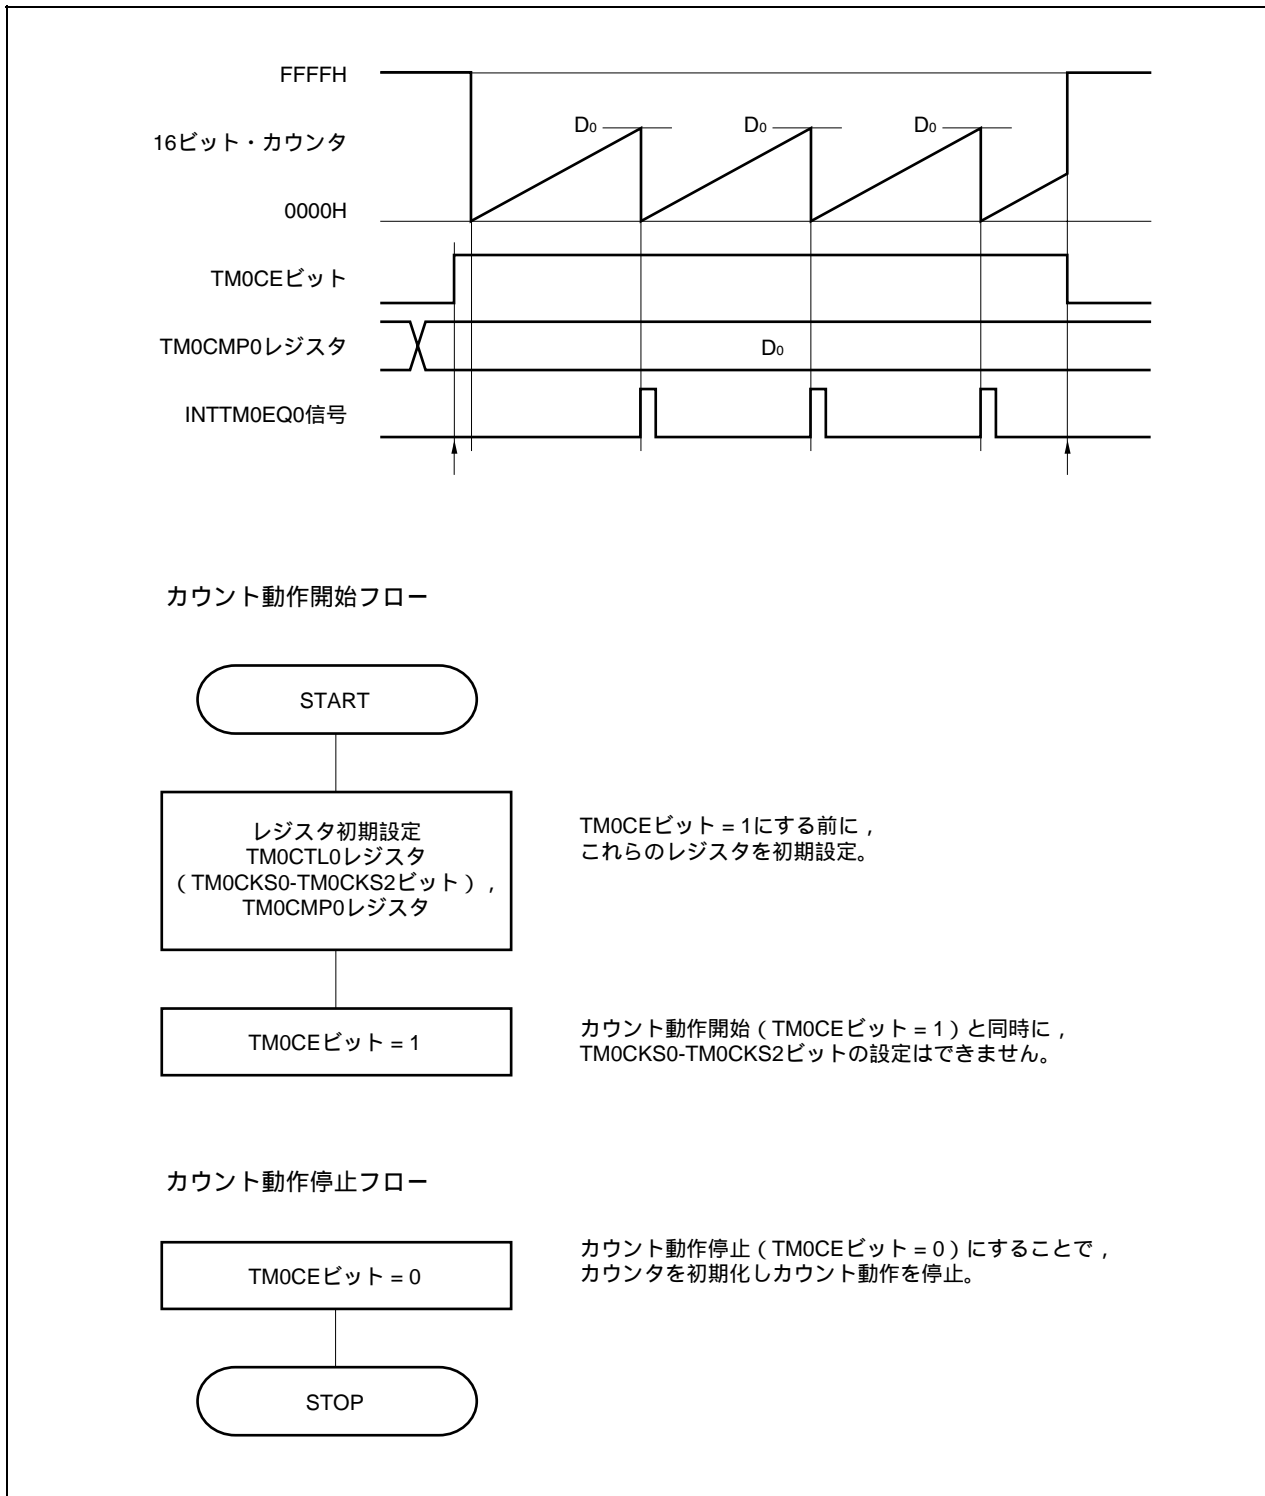 FFFFH
D0 D0 D0
16ビット・カウンタ
0000H
TM0CEビット
TM0CMP0レジスタ D0
INTTM0EQ0信号
カウント動作開始フロー
START
レジスタ初期設定
TM0CTL0レジスタ
（TM0CKS0-TM0CKS2ビット），
TM0CMP0レジスタ
TM0CEビット = 1にする前に，
これらのレジスタを初期設定。
TM0CEビット = 1
カウント動作開始（TM0CEビット = 1）と同時に，
TM0CKS0-TM0CKS2ビットの設定はできません。
カウント動作停止フロー
TM0CEビット = 0
カウント動作停止（TM0CEビット = 0）にすることで，
カウンタを初期化しカウント動作を停止。
STOP